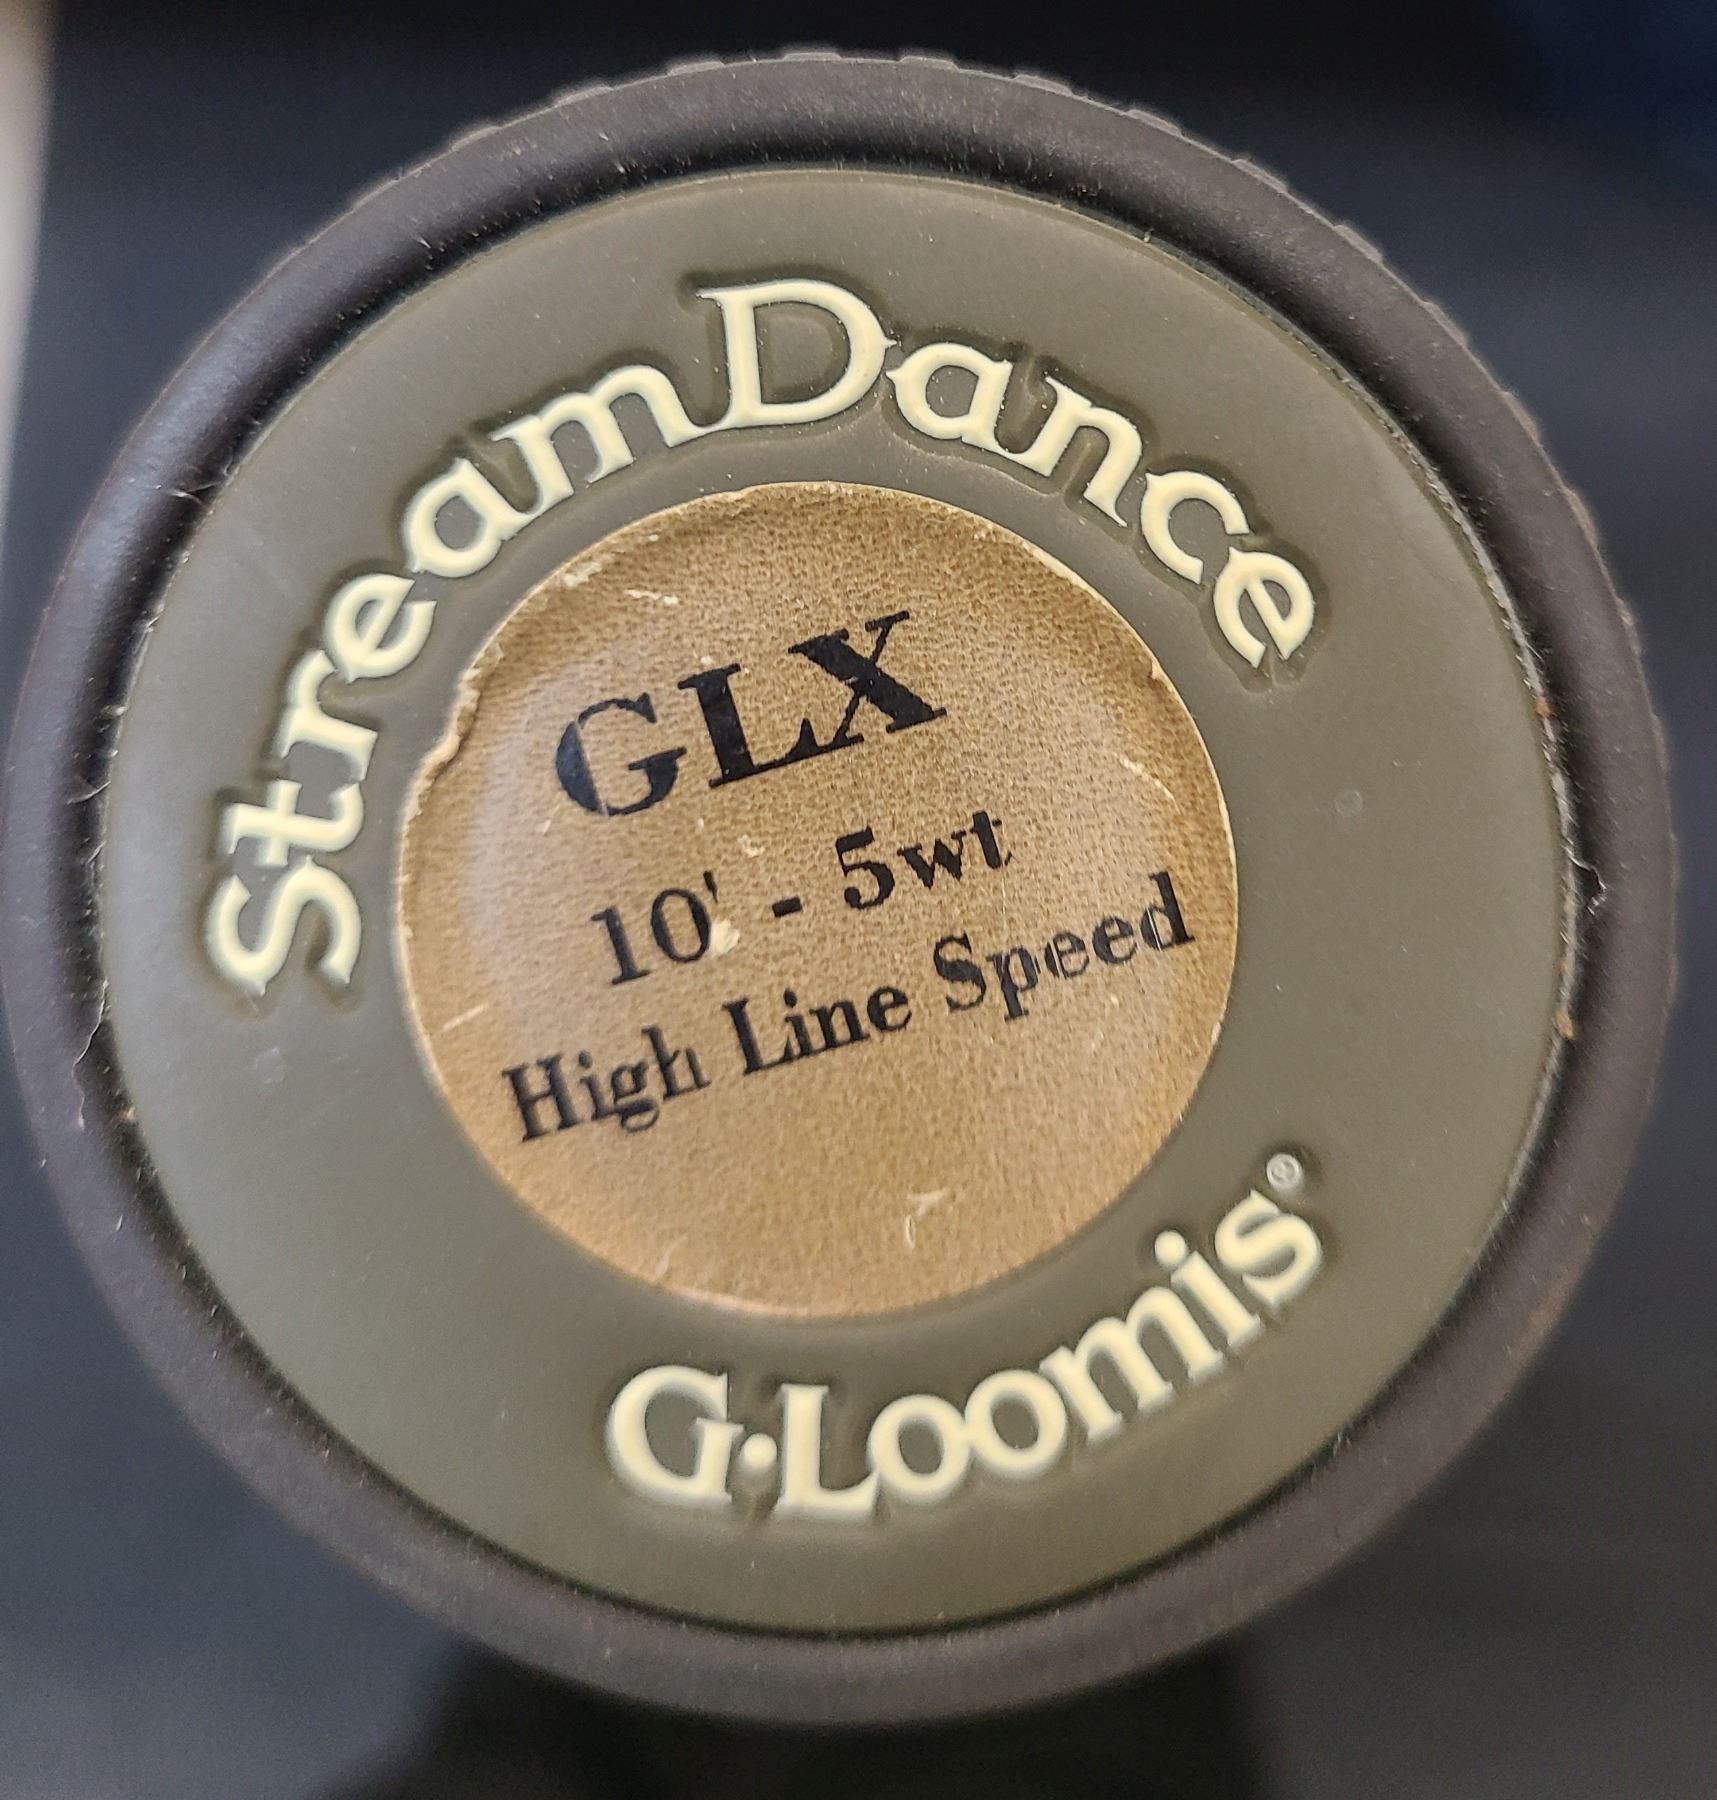 StreamDance
GLX
10' - 5wt
High Line Speed
G·Loomis®